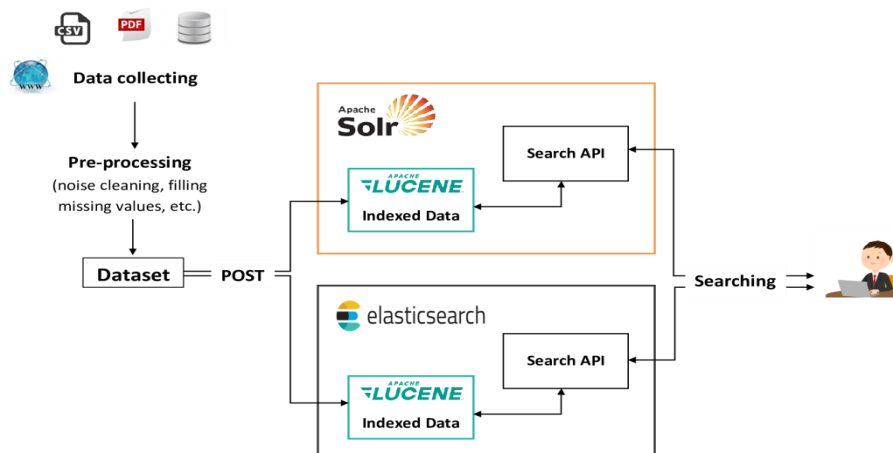 CSV
PDF
WWW
Data collecting
Pre-processing
(noise cleaning, filling
missing values, etc.)
Dataset
POST
Apache
Solr
Search API
APACHE
LUCENE
Indexed Data
elasticsearch
Search API
APACHE
LUCENE
Indexed Data
Searching